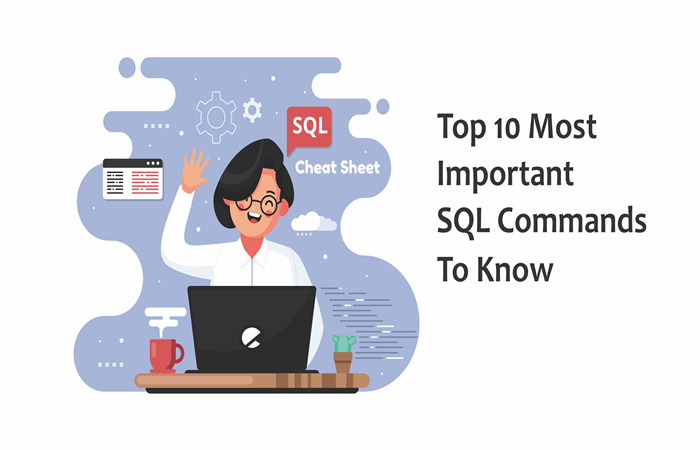 SQL
Cheat Sheet
Top 10 Most
Important
SQL Commands
To Know